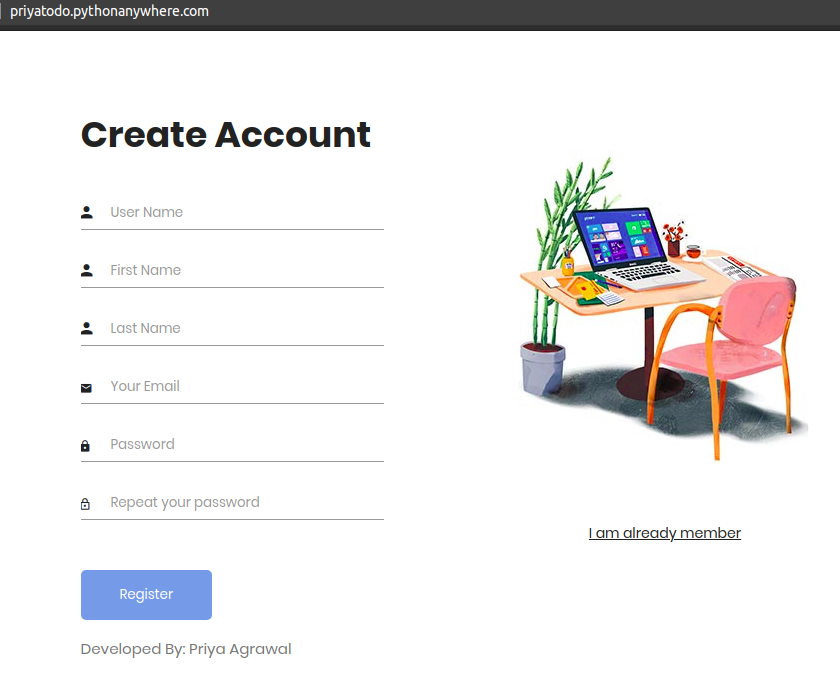 priyatodo.pythonanywhere.com
Create Account
User Name
First Name
Last Name
Your Email
Password
Repeat your password
I am already member
Register
Developed By: Priya Agrawal